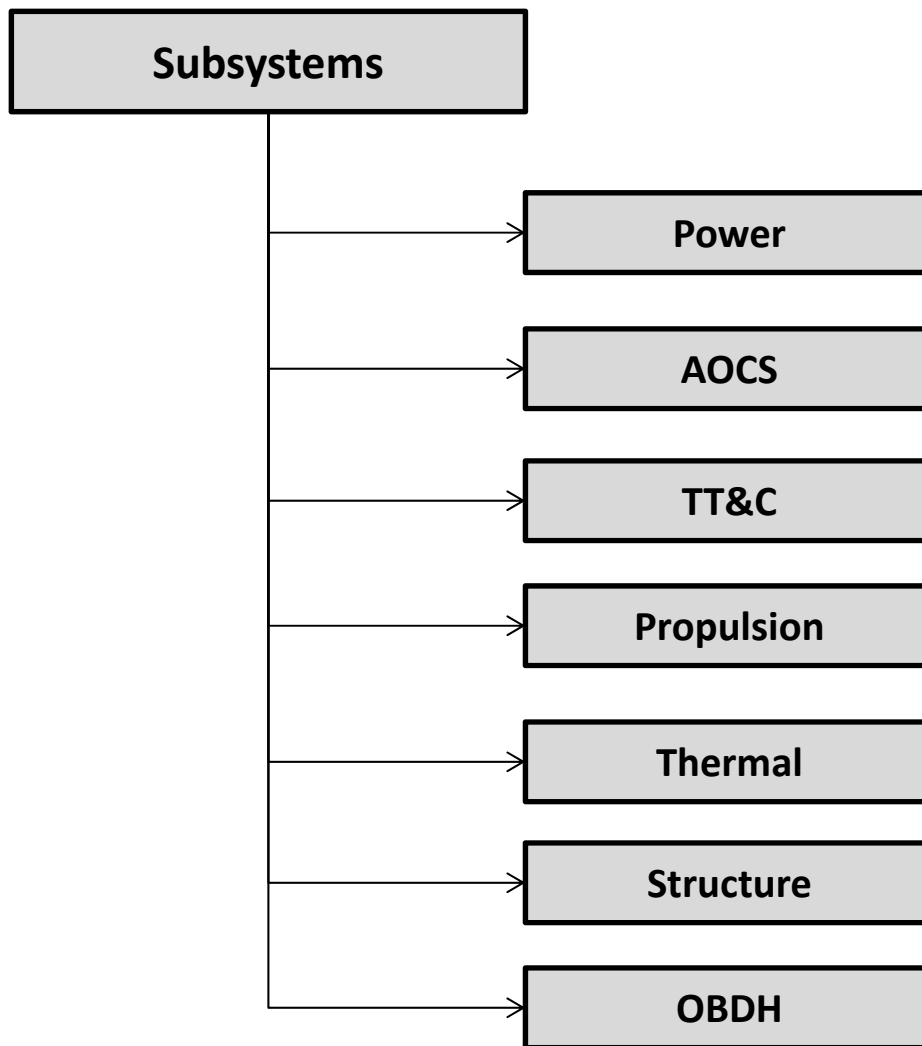 Subsystems
Power
AOCS
TT&C
Propulsion
Thermal
Structure
OBDH